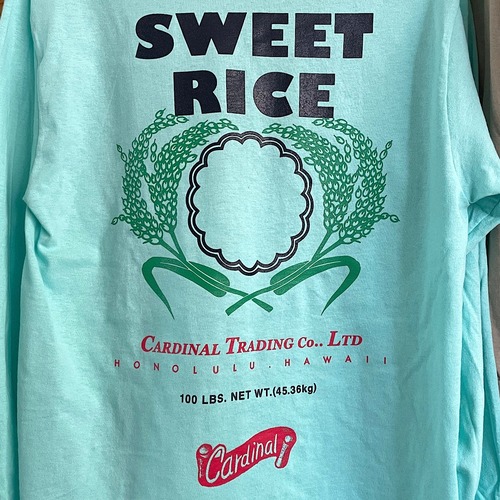 SWEET
RICE
CARDINAL TRADING Co.. LTD
HONOLULU. HAWAII
100 LBS. NET WT.(45.36kg)
Cardinal